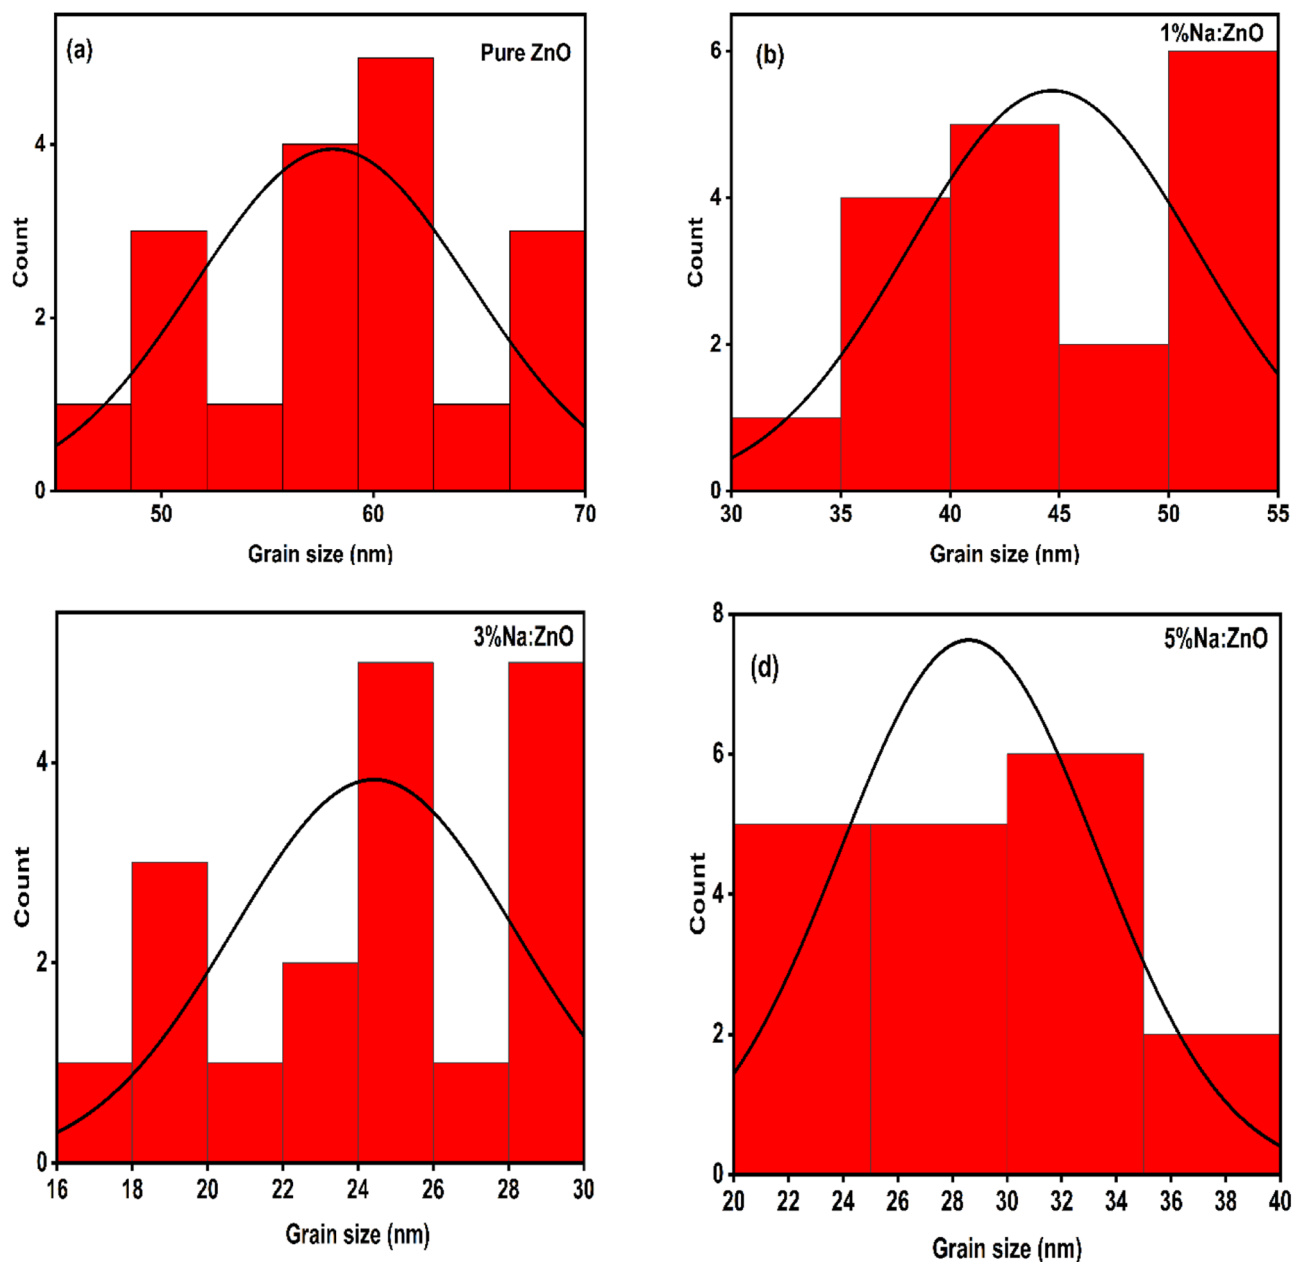 (a)
Pure ZnO
Count
4
2
0
50 60 70
Grain size (nm)
(b)
1%Na:ZnO
Count
6
4
2
0
30 35 40 45 50 55
Grain size (nm)
3%Na:ZnO
Count
4
2
0
16 18 20 22 24 26 28 30
Grain size (nm)
(d)
5%Na:ZnO
Count
8
6
4
2
0
20 22 24 26 28 30 32 34 36 38 40
Grain size (nm)